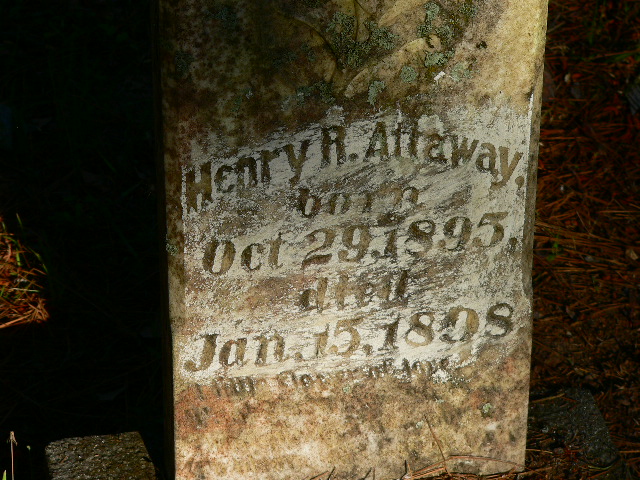 Henry R. Attaway,
born
Oct 29, 1895,
died
Jan. 15, 1898